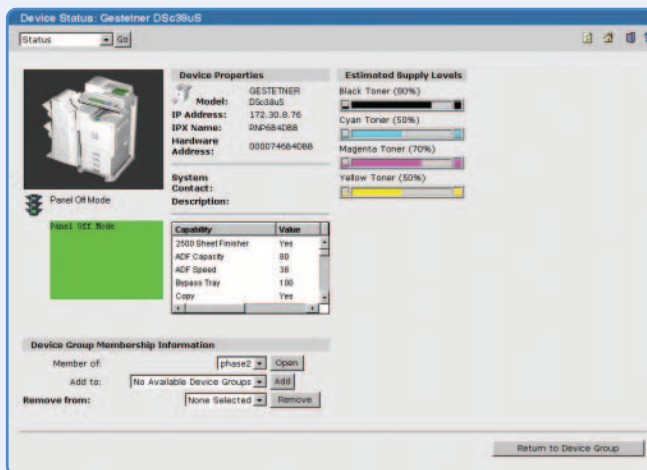 Device Status: Gestetner DSc38uS
Status
Go
Device Properties
GESTETNER
Model: DSc38uS
IP Address: 172.30.8.76
IPX Name: RNP684DBB
Hardware
Address: 000074684DBB
System
Contact:
Description:
Estimated Supply Levels
Black Toner (80%)
Cyan Toner (50%)
Magenta Toner (70%)
Yellow Toner (50%)
Panel Off Mode
Panel Off Mode
Capability Value
2500 Sheet Finisher Yes
ADF Capacity 80
ADF Speed 38
Bypass Tray 100
Copy Yes
Device Group Membership Information
Member of: phase2 Open
Add to: No Available Device Groups Add
Remove from: None Selected Remove
Return to Device Group